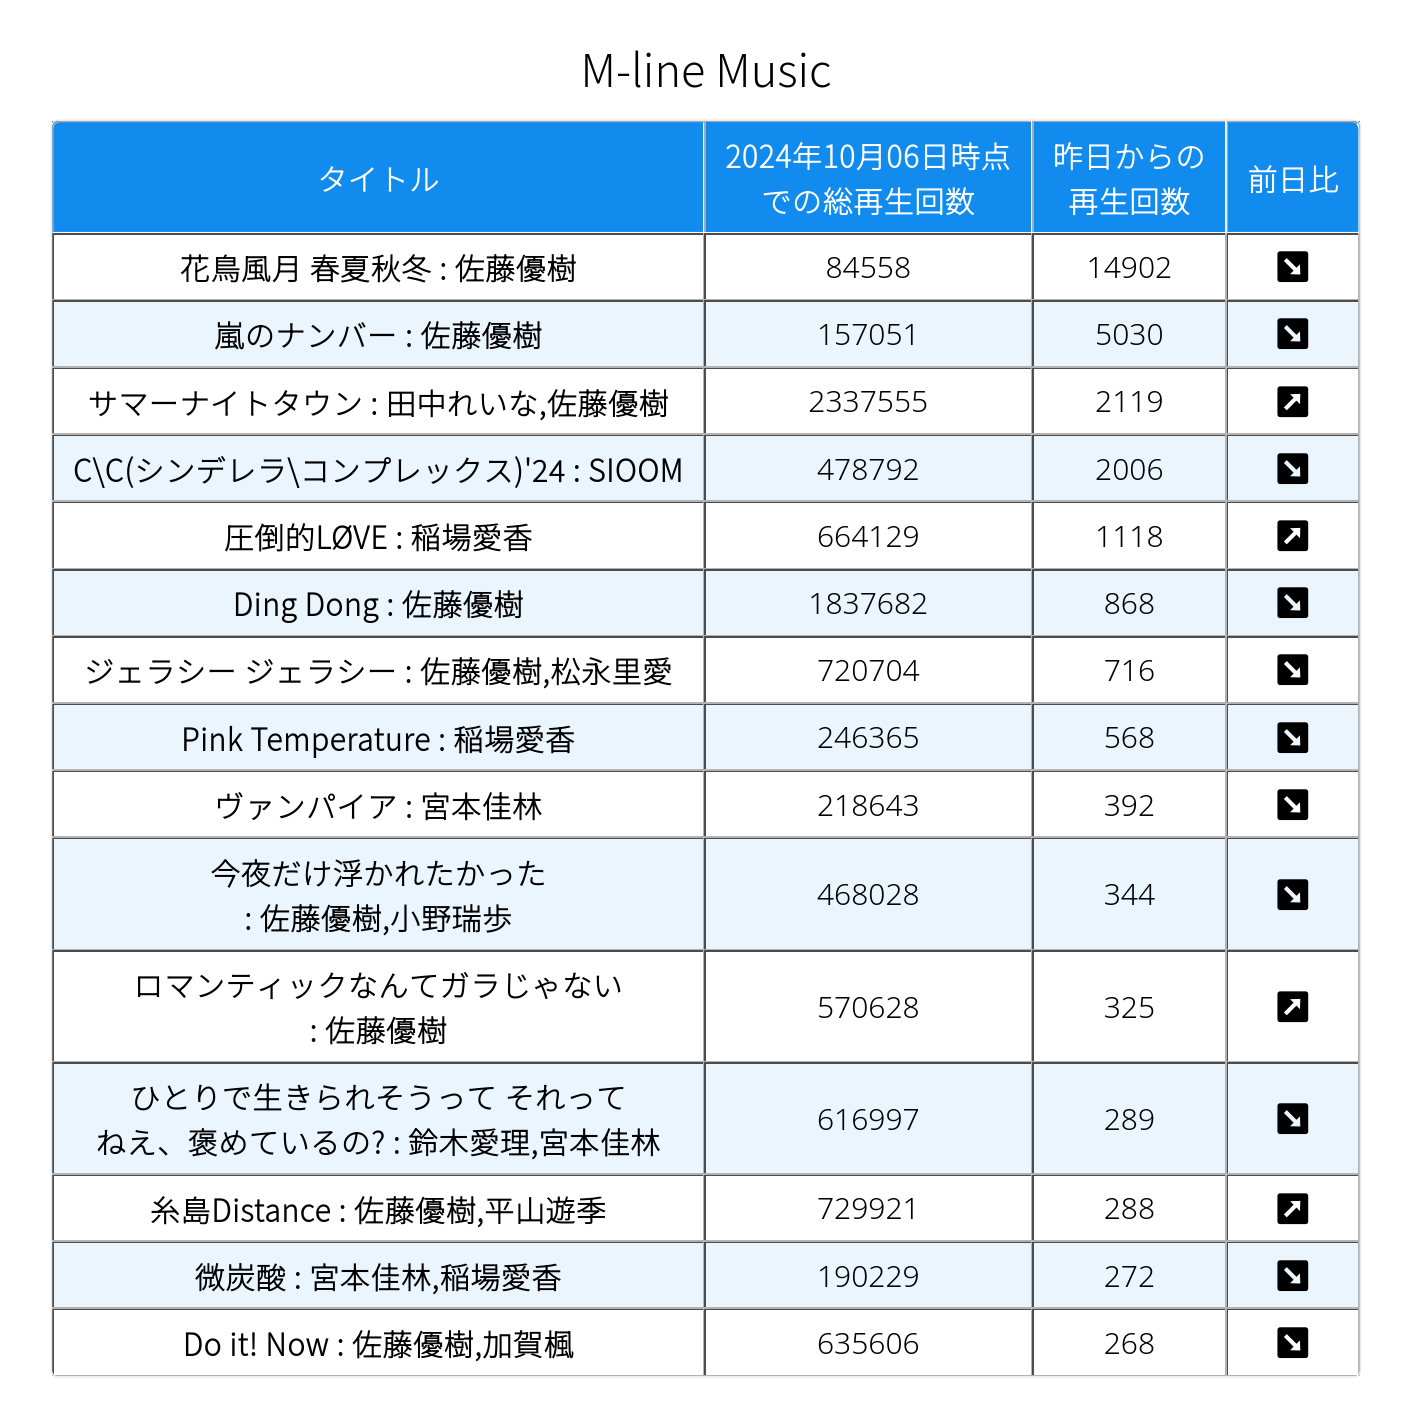 M-line Music
タイトル
2024年10月06日時点
での総再生回数
昨日からの
再生回数
前日比
花鳥風月 春夏秋冬 : 佐藤優樹 84558 14902 ↘
嵐のナンバー : 佐藤優樹 157051 5030 ↘
サマーナイトタウン : 田中れいな,佐藤優樹 2337555 2119 ↗
C\C(シンデレラ\コンプレックス)'24 : SIOOM 478792 2006 ↘
圧倒的LØVE : 稲場愛香 664129 1118 ↗
Ding Dong : 佐藤優樹 1837682 868 ↘
ジェラシー ジェラシー : 佐藤優樹,松永里愛 720704 716 ↘
Pink Temperature : 稲場愛香 246365 568 ↘
ヴァンパイア : 宮本佳林 218643 392 ↘
今夜だけ浮かれたかった
: 佐藤優樹,小野瑞歩 468028 344 ↘
ロマンティックなんてガラじゃない
: 佐藤優樹 570628 325 ↗
ひとりで生きられそうって それって
ねえ、褒めているの? : 鈴木愛理,宮本佳林 616997 289 ↘
糸島Distance : 佐藤優樹,平山遊季 729921 288 ↗
微炭酸 : 宮本佳林,稲場愛香 190229 272 ↘
Do it! Now : 佐藤優樹,加賀楓 635606 268 ↘